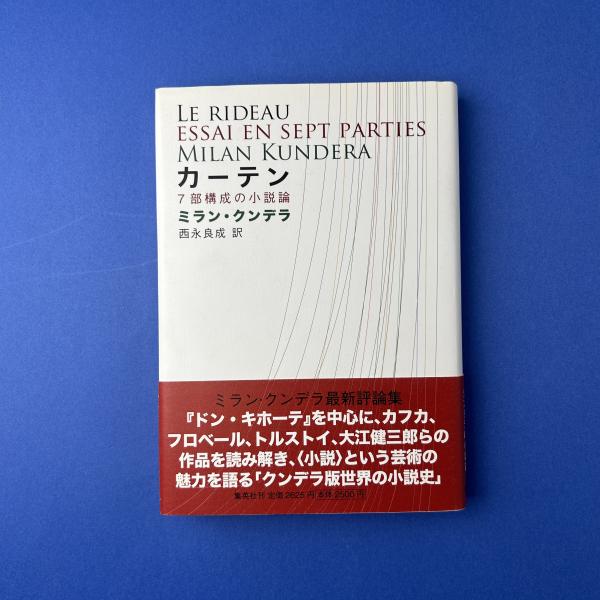 LE RIDEAU
ESSAI EN SEPT PARTIES
MILAN KUNDERA
カーテン
7部構成の小説論
ミラン・クンデラ
西永良成 訳
ミラン・クンデラ最新評論集
『ドン・キホーテ』を中心に、カフカ、
フロベール、トルストイ、大江健三郎らの
作品を読み解き、〈小説〉という芸術の
魅力を語る「クンデラ版世界の小説史」
集英社刊 定価2625円 本体2500円